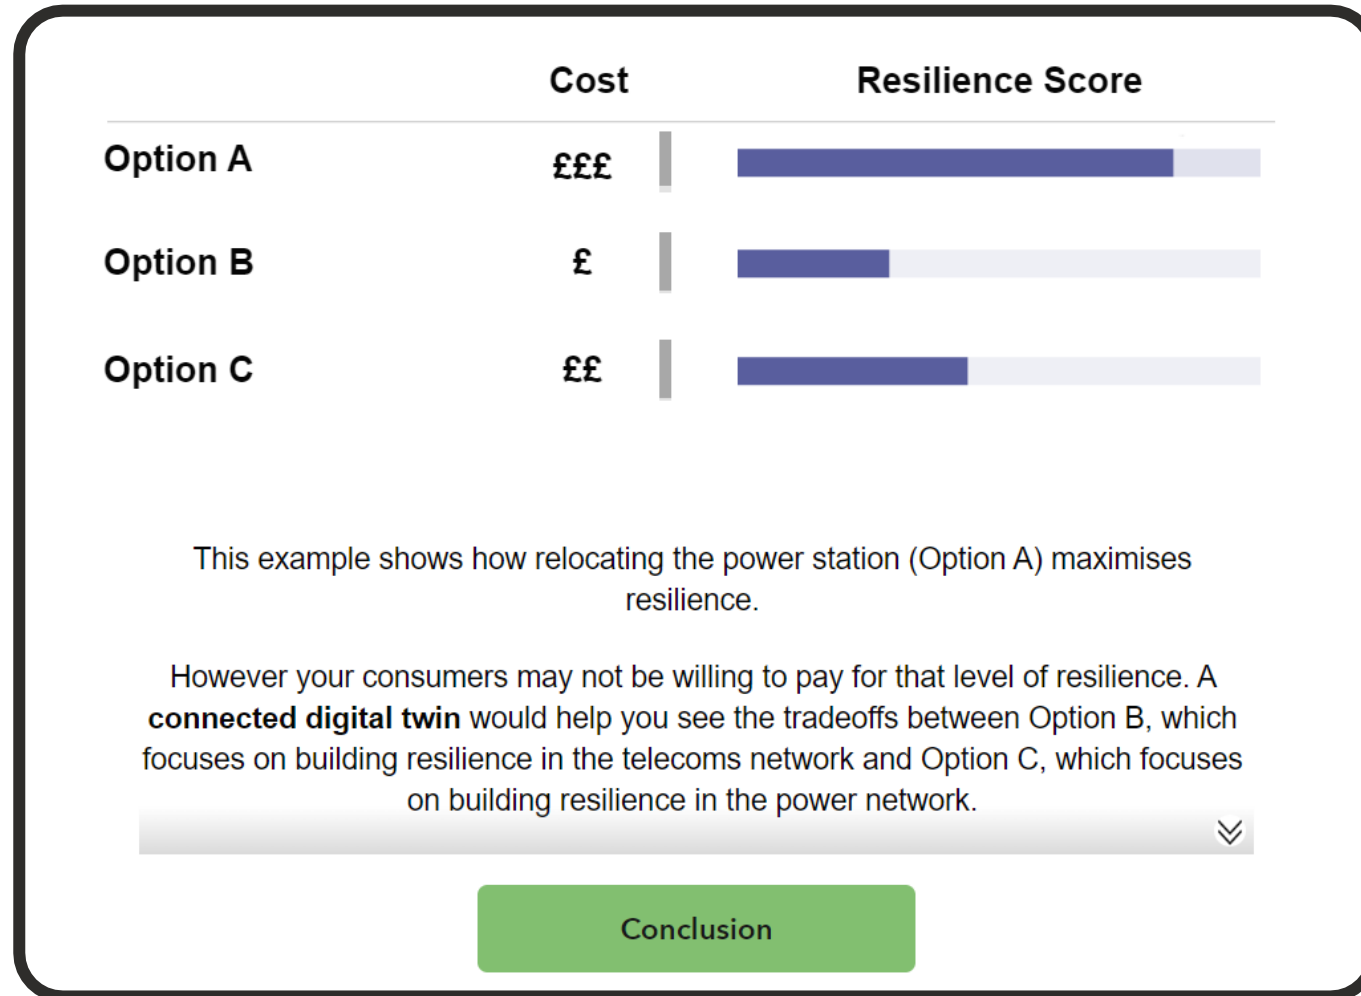 Cost Resilience Score
Option A £££
Option B £
Option C ££
This example shows how relocating the power station (Option A) maximises
resilience.
However your consumers may not be willing to pay for that level of resilience. A
connected digital twin would help you see the tradeoffs between Option B, which
focuses on building resilience in the telecoms network and Option C, which focuses
on building resilience in the power network.
Conclusion